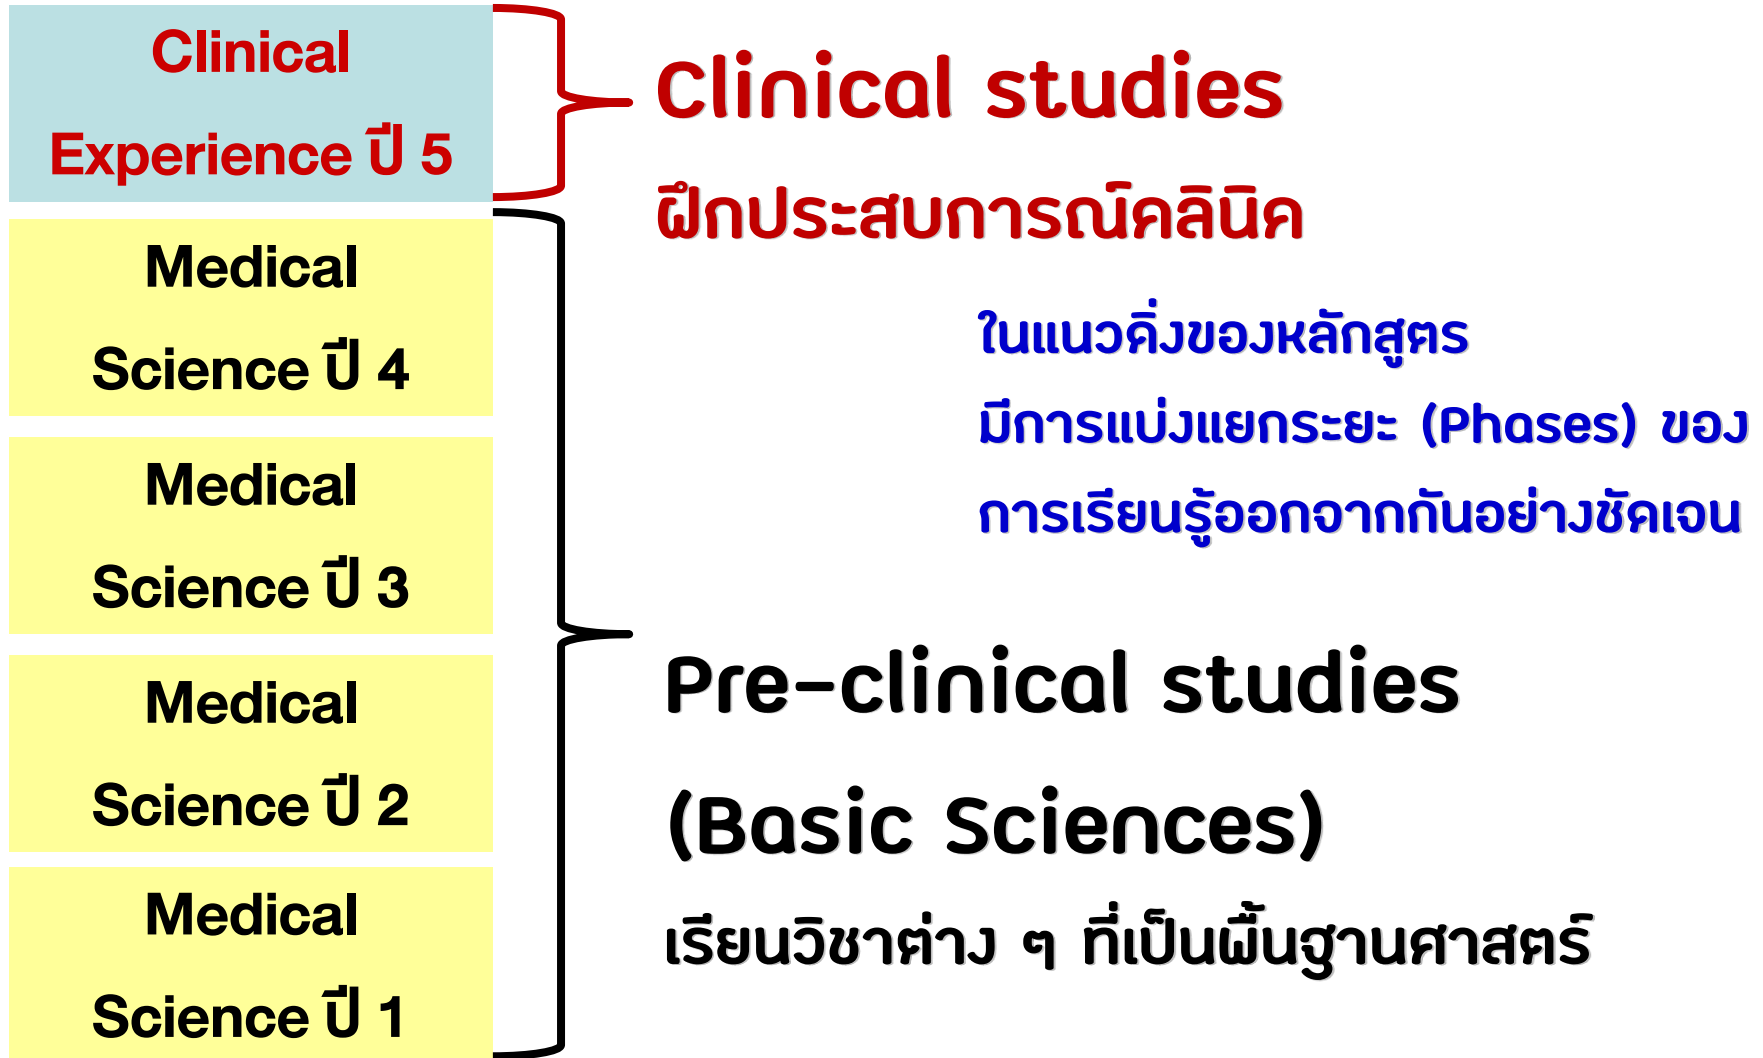 Clinical
Experience ปี 5
Medical
Science ปี 4
Medical
Science ปี 3
Medical
Science ปี 2
Medical
Science ปี 1
Clinical studies
ฝึกประสบการณ์คลินิค
ในแนวดิ่งของหลักสูตร
มีการแบ่งแยกระยะ (Phases) ของ
การเรียนรู้ออกจากกันอย่างชัดเจน
Pre-clinical studies
(Basic Sciences)
เรียนวิชาต่าง ๆ ที่เป็นพื้นฐานศาสตร์